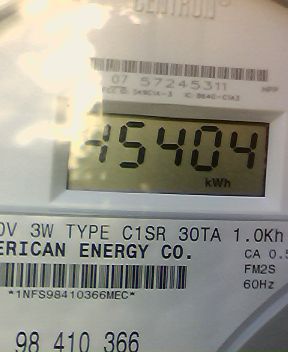 CENTRON®
07 57245311
HPP
45404
kWh
0V 3W TYPE C1SR 30TA 1.0Kh
ERICAN ENERGY CO.
CA 0.5
*1NFS98410366MEC*
FM2S
60Hz
98 410 366